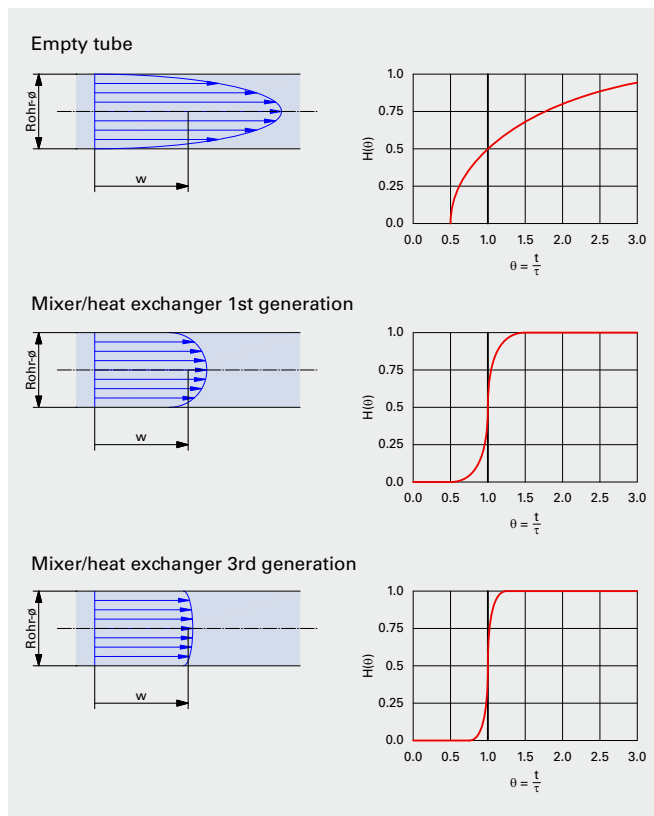 Empty tube
Rohr-ø
w
H(θ)
1.0
0.75
0.5
0.25
0.0
0.0 0.5 1.0 1.5 2.0 2.5 3.0
θ = t/τ
Mixer/heat exchanger 1st generation
Rohr-ø
w
H(θ)
1.0
0.75
0.5
0.25
0.0
0.0 0.5 1.0 1.5 2.0 2.5 3.0
θ = t/τ
Mixer/heat exchanger 3rd generation
Rohr-ø
w
H(θ)
1.0
0.75
0.5
0.25
0.0
0.0 0.5 1.0 1.5 2.0 2.5 3.0
θ = t/τ